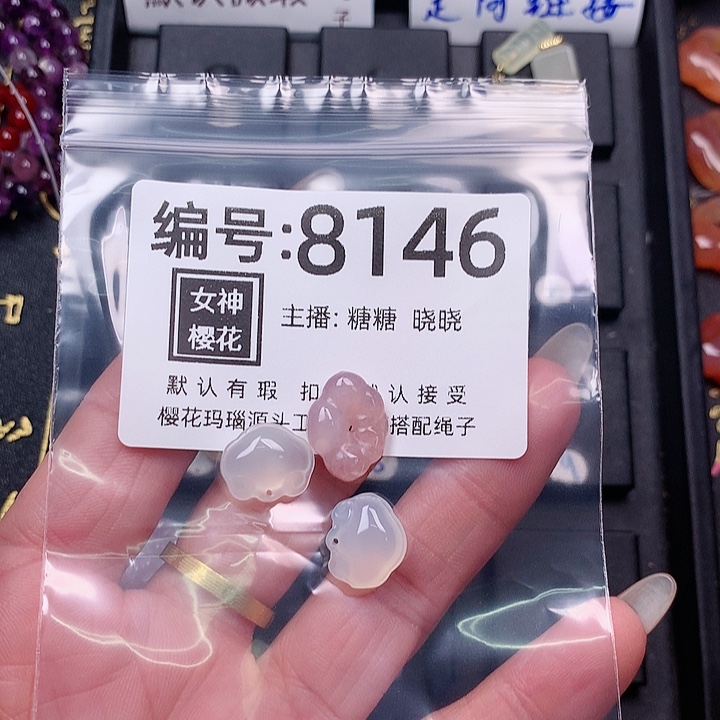 子
编号:8146
女神
樱花
主播: 糖糖 晓晓
默认有瑕 扣 认接受
樱花玛瑙源头工 搭配绳子